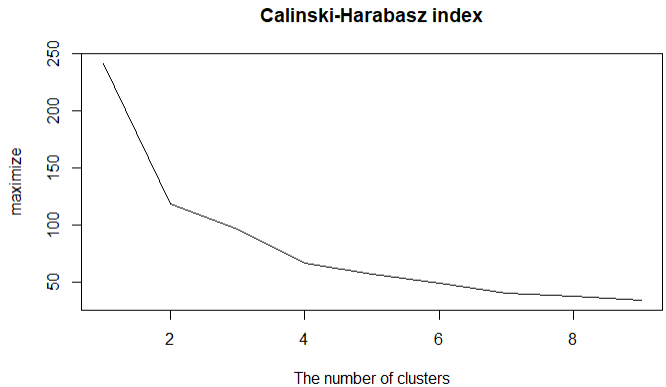 Calinski-Harabasz index
maximize
250
200
150
100
50
2 4 6 8
The number of clusters